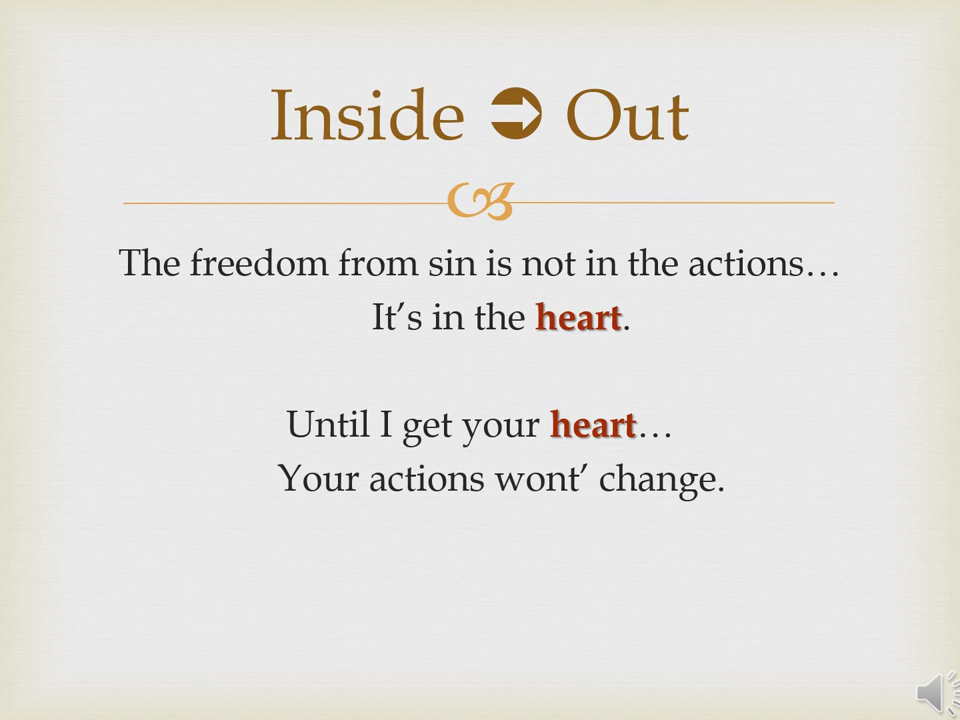 Inside ➲ Out
The freedom from sin is not in the actions…
It’s in the heart.
Until I get your heart…
Your actions wont’ change.